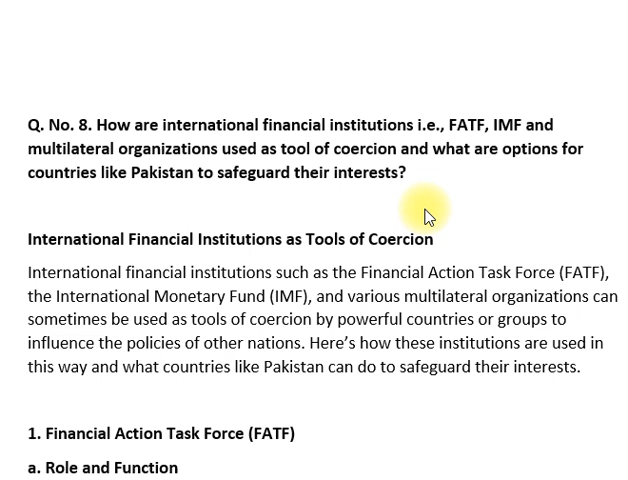 Q. No. 8. How are international financial institutions i.e., FATF, IMF and
multilateral organizations used as tool of coercion and what are options for
countries like Pakistan to safeguard their interests?
International Financial Institutions as Tools of Coercion
International financial institutions such as the Financial Action Task Force (FATF),
the International Monetary Fund (IMF), and various multilateral organizations can
sometimes be used as tools of coercion by powerful countries or groups to
influence the policies of other nations. Here’s how these institutions are used in
this way and what countries like Pakistan can do to safeguard their interests.
1. Financial Action Task Force (FATF)
a. Role and Function